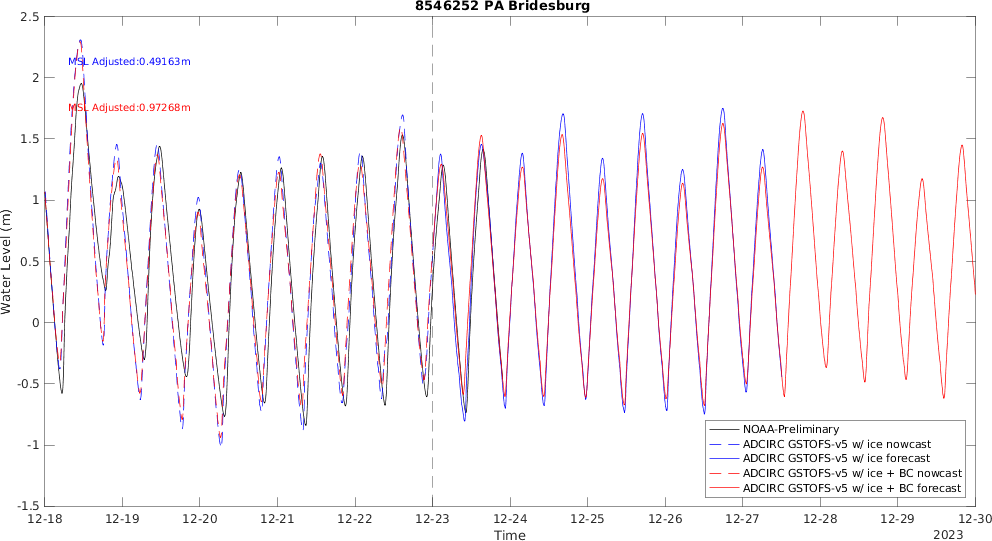 8546252 PA Bridesburg
2.5
2
1.5
1
0.5
0
-0.5
-1
-1.5
Water Level (m)
MSL Adjusted:0.49163m
MSL Adjusted:0.97268m
NOAA-Preliminary
ADCIRC GSTOFS-v5 w/ ice nowcast
ADCIRC GSTOFS-v5 w/ ice forecast
ADCIRC GSTOFS-v5 w/ ice + BC nowcast
ADCIRC GSTOFS-v5 w/ ice + BC forecast
12-18 12-19 12-20 12-21 12-22 12-23 12-24 12-25 12-26 12-27 12-28 12-29 12-30
Time
2023